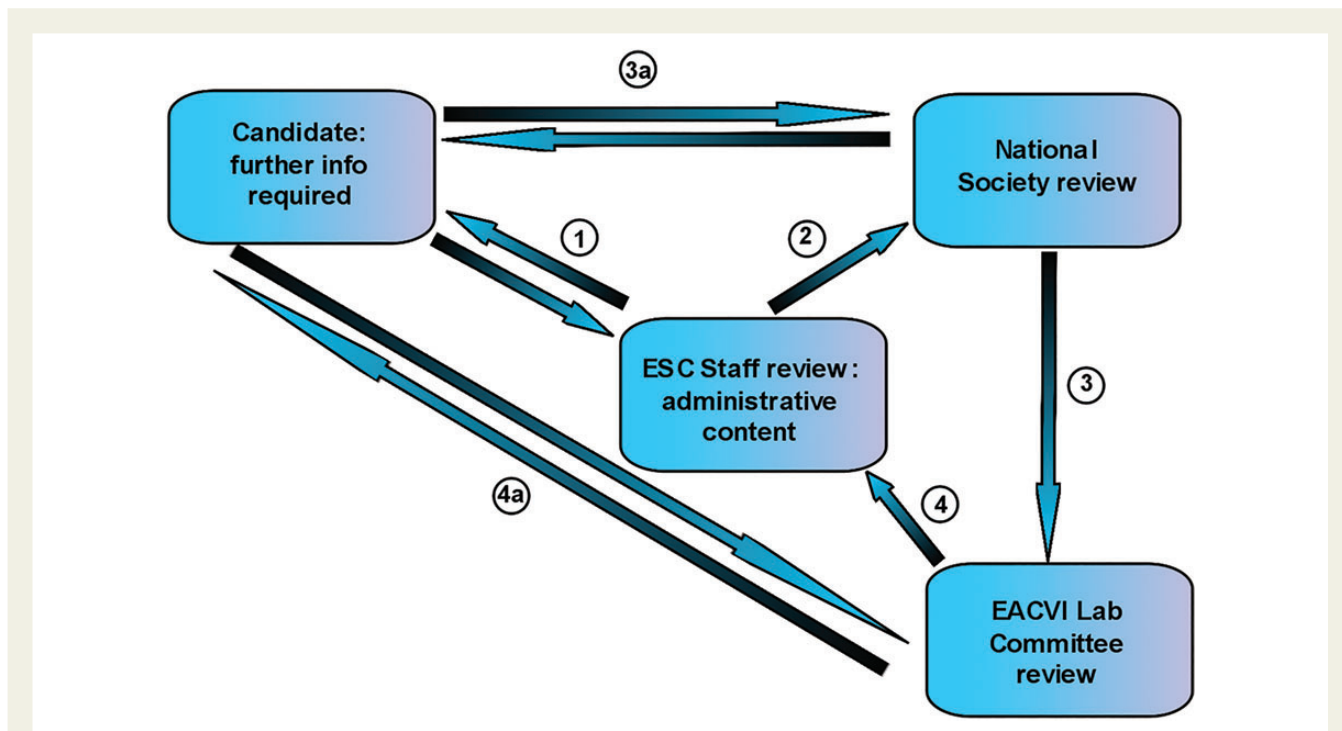 3a
Candidate:
further info
required
National
Society review
1
2
ESC Staff review :
administrative
content
3
4a
4
EACVI Lab
Committee
review